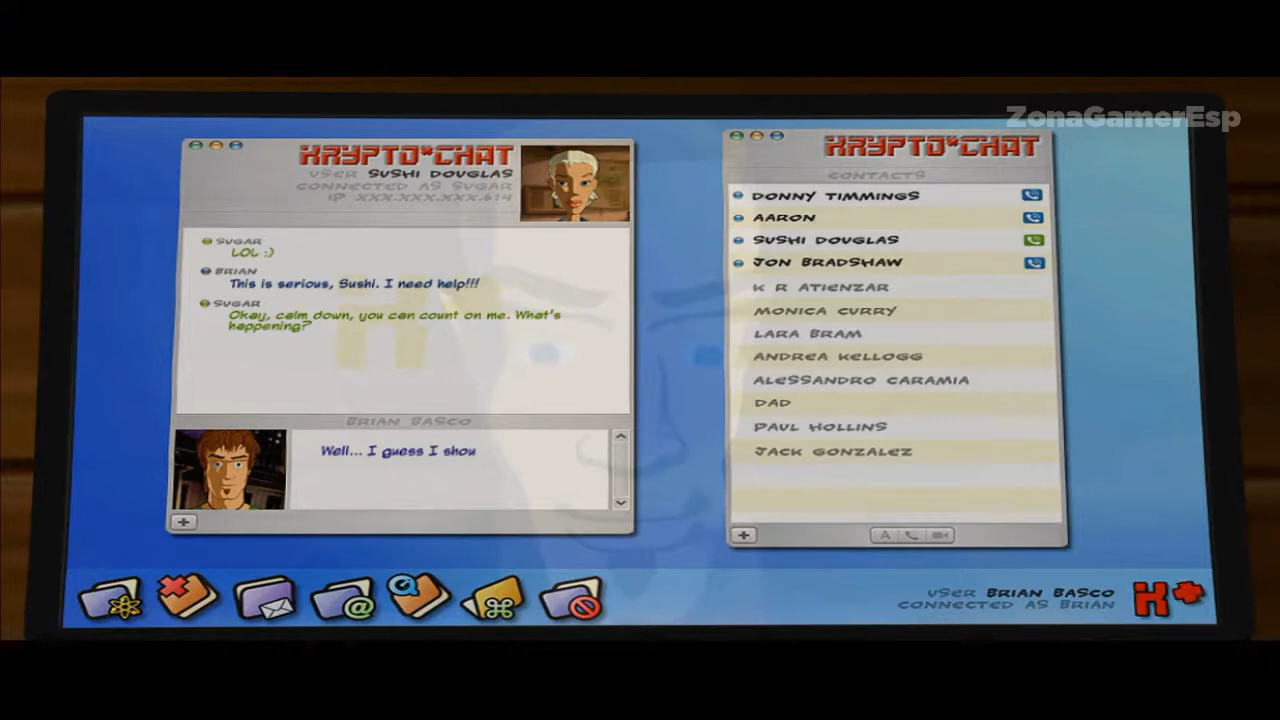 ZonaGamerEsp
KRYPTO*CHAT
USER SUSHI DOUGLAS
CONNECTED AS SUGAR
IP XXX.XXX.XXX.614
SUGAR
LOL :)
BRIAN
This is serious, Sushi. I need help!!!
SUGAR
Okay, calm down, you can count on me. What's
happening?
BRIAN BASCO
Well... I guess I shou
KRYPTO*CHAT
CONTACTS
DONNY TIMMINGS
AARON
SUSHI DOUGLAS
JON BRADSHAW
K R ATIENZAR
MONICA CURRY
LARA BRAM
ANDREA KELLOGG
ALESSANDRO CARAMIA
DAD
PAUL HOLLINS
JACK GONZALEZ
A
USER BRIAN BASCO
CONNECTED AS BRIAN
K*